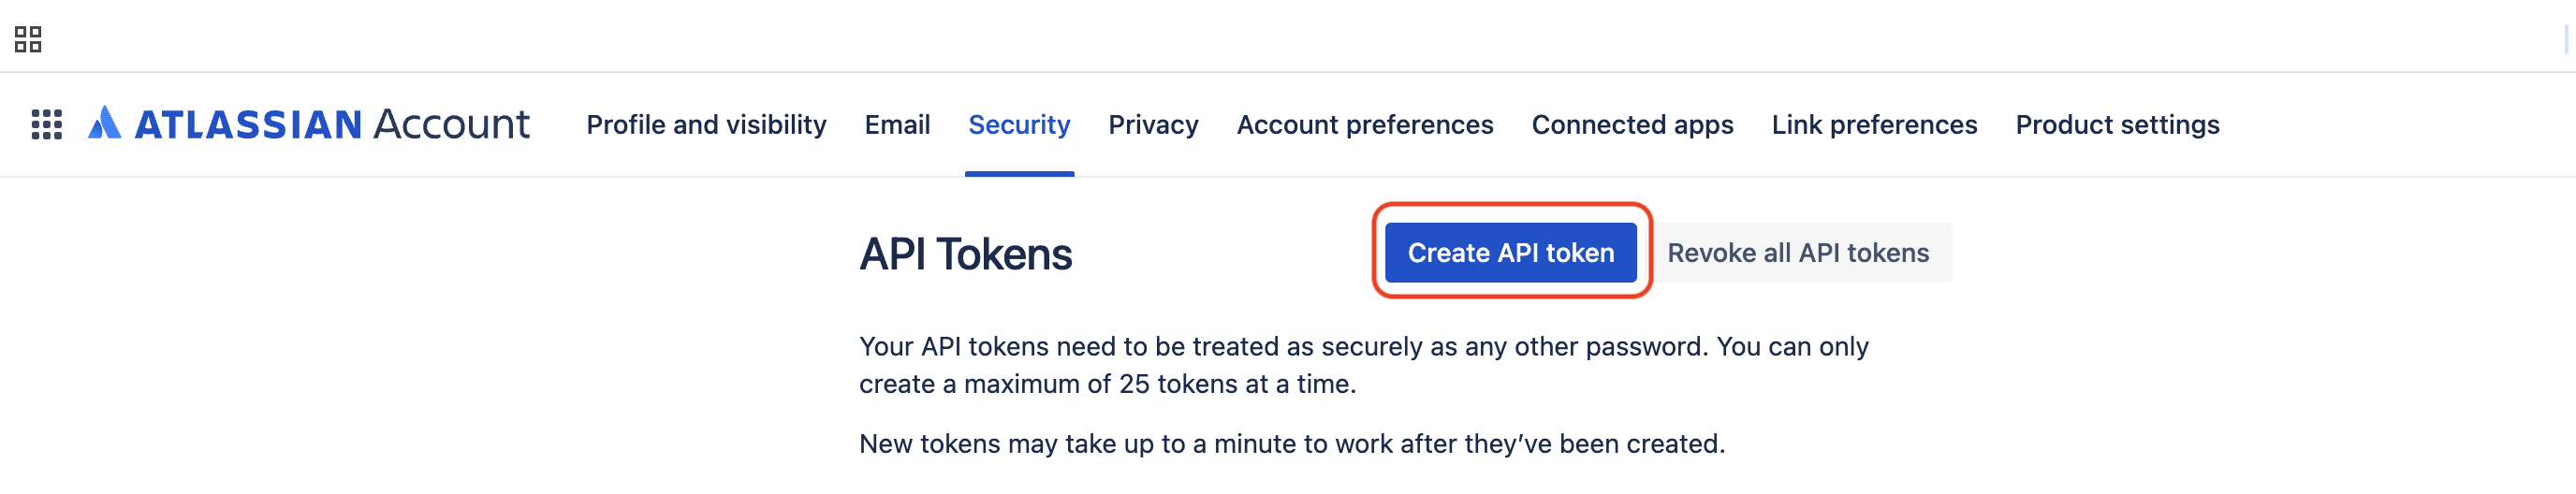 ATLASSIAN Account Profile and visibility Email Security Privacy Account preferences Connected apps Link preferences Product settings
API Tokens Create API token Revoke all API tokens
Your API tokens need to be treated as securely as any other password. You can only
create a maximum of 25 tokens at a time.
New tokens may take up to a minute to work after they’ve been created.